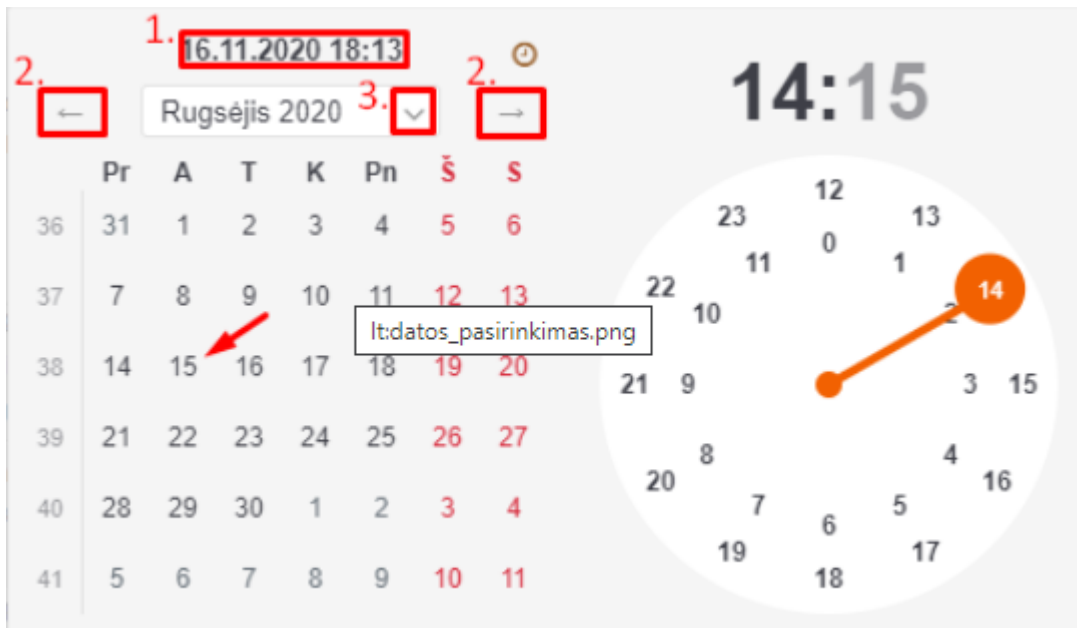 1. 16.11.2020 18:13
2. ← Rugsėjis 2020 3. 2. →
Pr A T K Pn Š S
36 31 1 2 3 4 5 6
37 7 8 9 10 11 12 13
38 14 15 16 17 18 19 20
39 21 22 23 24 25 26 27
40 28 29 30 1 2 3 4
41 5 6 7 8 9 10 11
lt:datos_pasirinkimas.png
14:15
12
23 13
0
11 1
22 14
10 2
21 9 3 15
8 4
20 16
7 5
6
19 17
18